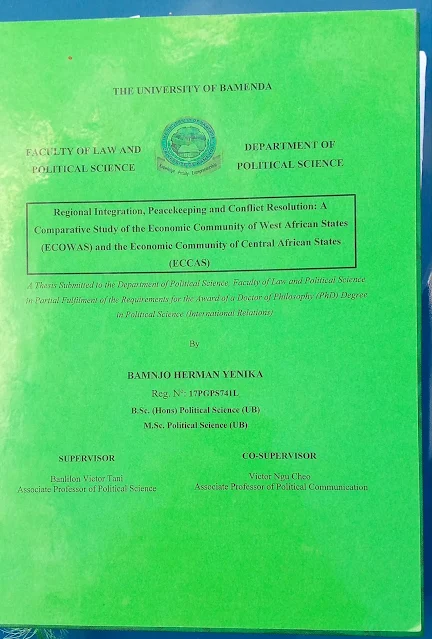 THE UNIVERSITY OF BAMENDA
FACULTY OF LAW AND
POLITICAL SCIENCE
DEPARTMENT OF
POLITICAL SCIENCE
Regional Integration, Peacekeeping and Conflict Resolution: A
Comparative Study of the Economic Community of West African States
(ECOWAS) and the Economic Community of Central African States
(ECCAS)
A Thesis Submitted to the Department of Political Science, Faculty of Law and Political Science
in Partial Fulfilment of the Requirements for the Award of a Doctor of Philosophy (PhD) Degree
in Political Science (International Relations)
By
BAMNJO HERMAN YENIKA
Reg. N°: 17PGPS741L
B.Sc. (Hons) Political Science (UB)
M.Sc. Political Science (UB)
SUPERVISOR
Banlilon Victor Tani
Associate Professor of Political Science
CO-SUPERVISOR
Victor Ngu Cheo
Associate Professor of Political Communication